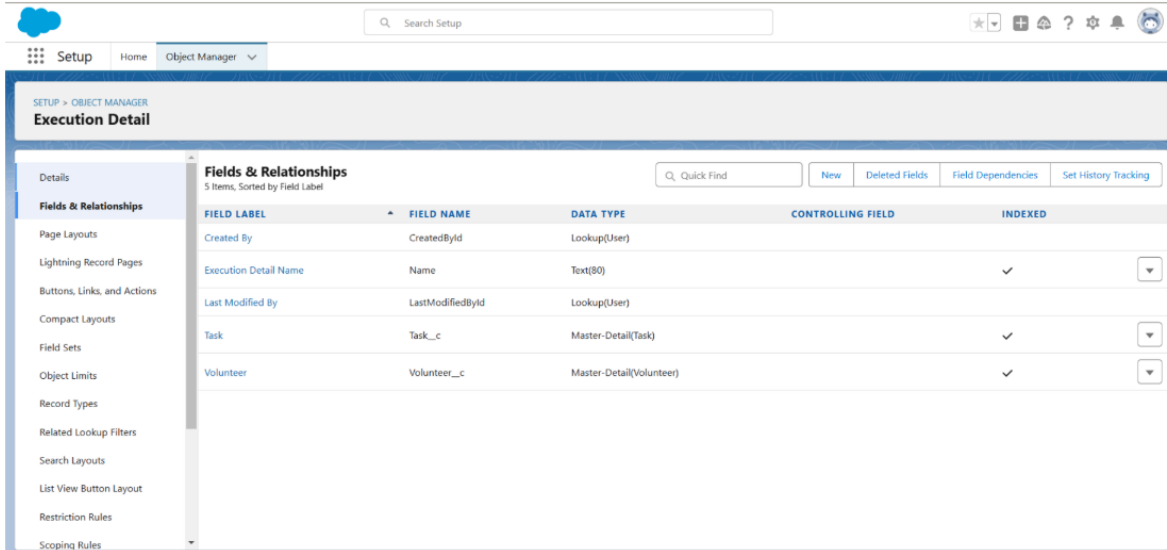 Search Setup
Setup Home Object Manager
SETUP > OBJECT MANAGER
Execution Detail
Details
Fields & Relationships
Page Layouts
Lightning Record Pages
Buttons, Links, and Actions
Compact Layouts
Field Sets
Object Limits
Record Types
Related Lookup Filters
Search Layouts
List View Button Layout
Restriction Rules
Scoping Rules
Fields & Relationships
5 Items, Sorted by Field Label
Quick Find New Deleted Fields Field Dependencies Set History Tracking
FIELD LABEL FIELD NAME DATA TYPE CONTROLLING FIELD INDEXED
Created By CreatedById Lookup(User)
Execution Detail Name Name Text(80)
Last Modified By LastModifiedById Lookup(User)
Task Task__c Master-Detail(Task)
Volunteer Volunteer__c Master-Detail(Volunteer)